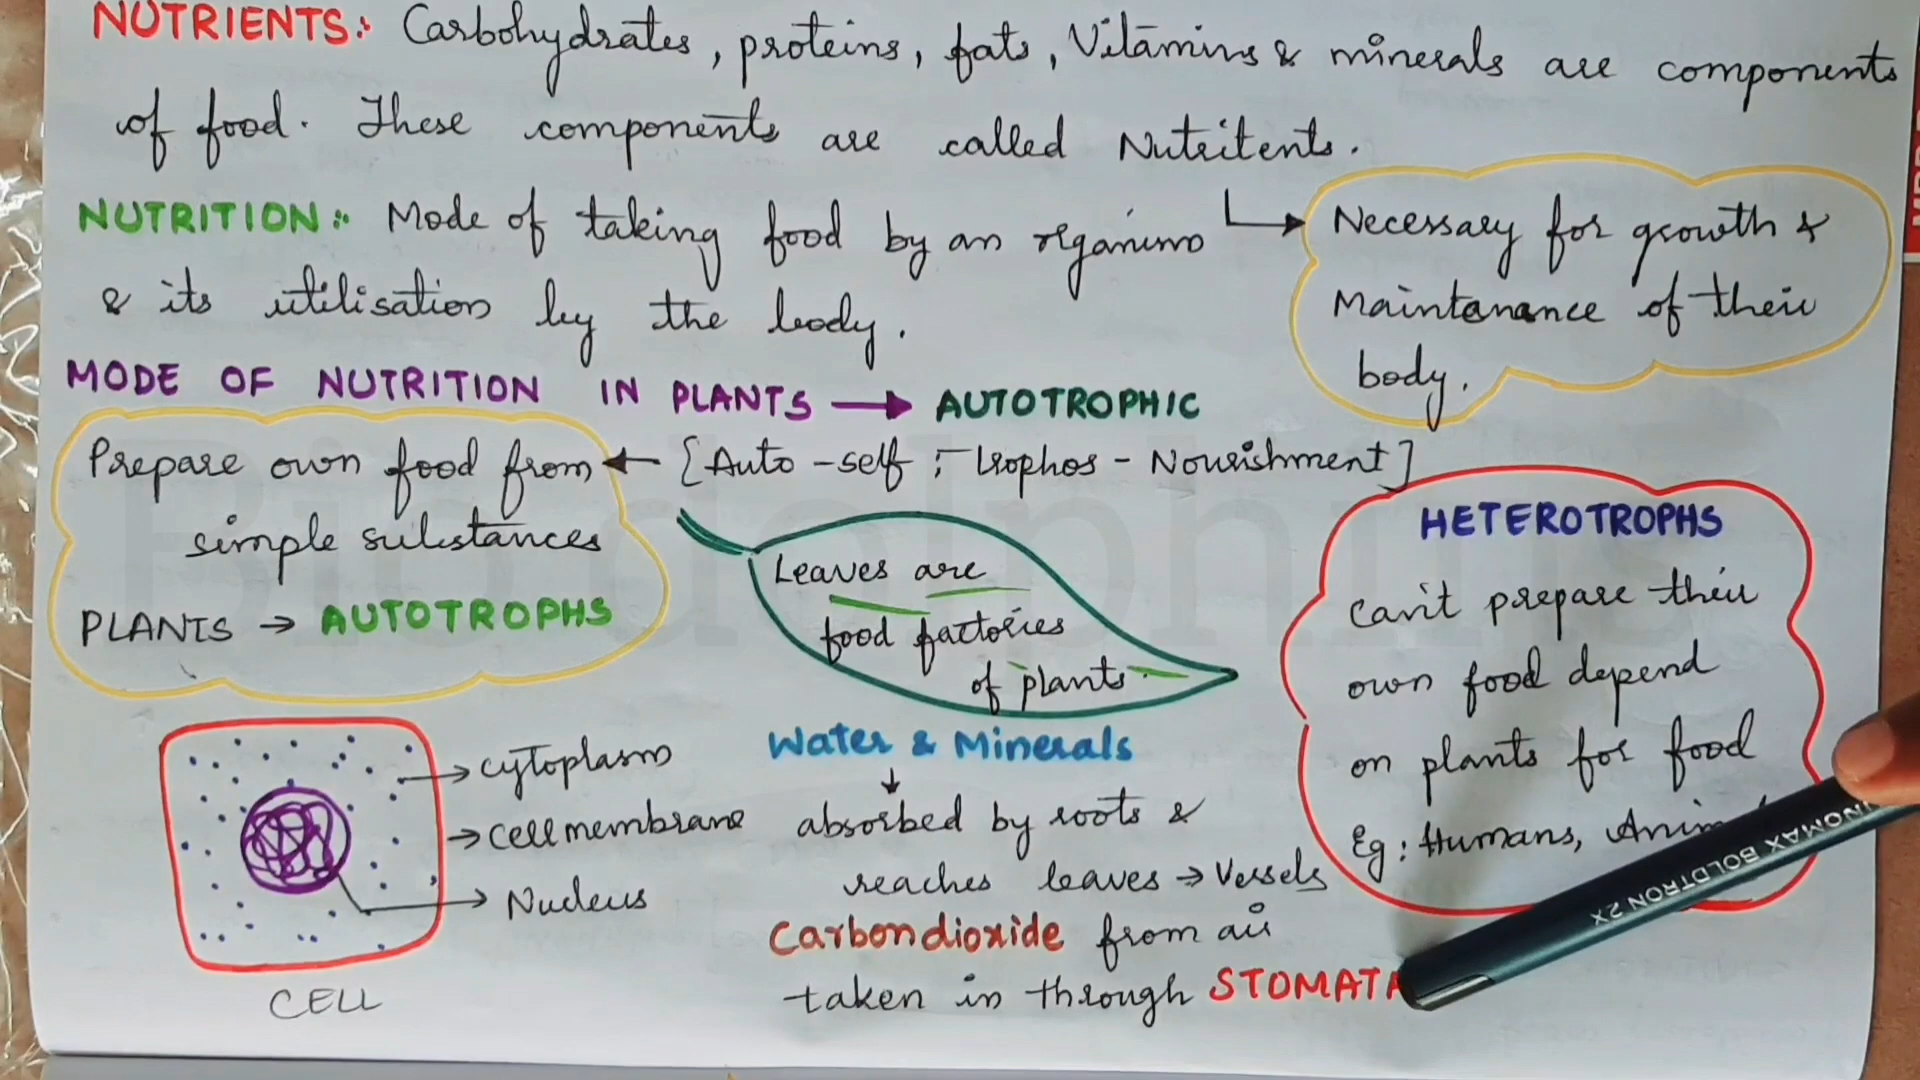 NUTRIENTS:- Carbohydrates, proteins, fats, Vitamins & minerals are components
of food. These components are called Nutritents.
NUTRITION:- Mode of taking food by an organism
& its utilisation by the body.
Necessary for growth &
Maintanance of their
body.
MODE OF NUTRITION IN PLANTS → AUTOTROPHIC
[Auto - self ; trophos - Nourishment]
Prepare own food from
simple substances
PLANTS → AUTOTROPHS
Leaves are
food factories
of plants
HETEROTROPHS
Can't prepare their
own food depend
on plants for food
Eg: Humans, Anim
cytoplasm
cell membrane
Nucleus
CELL
Water & Minerals
absorbed by roots &
reaches leaves → Vessels
Carbondioxide from air
taken in through STOMATA
Biodolphins
UNOMAX BOLDTRON 2X